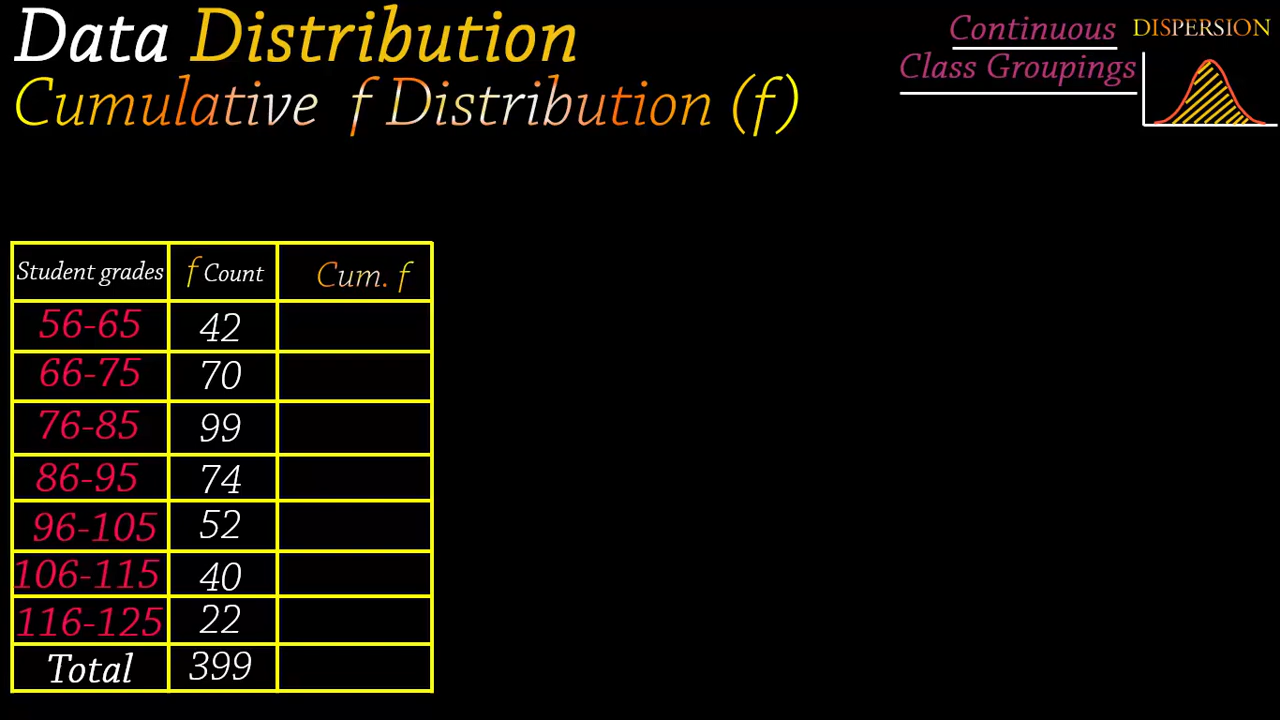 Data Distribution
Cumulative f Distribution (f)
Continuous
Class Groupings
DISPERSION
Student grades f Count Cum. f
56-65 42
66-75 70
76-85 99
86-95 74
96-105 52
106-115 40
116-125 22
Total 399